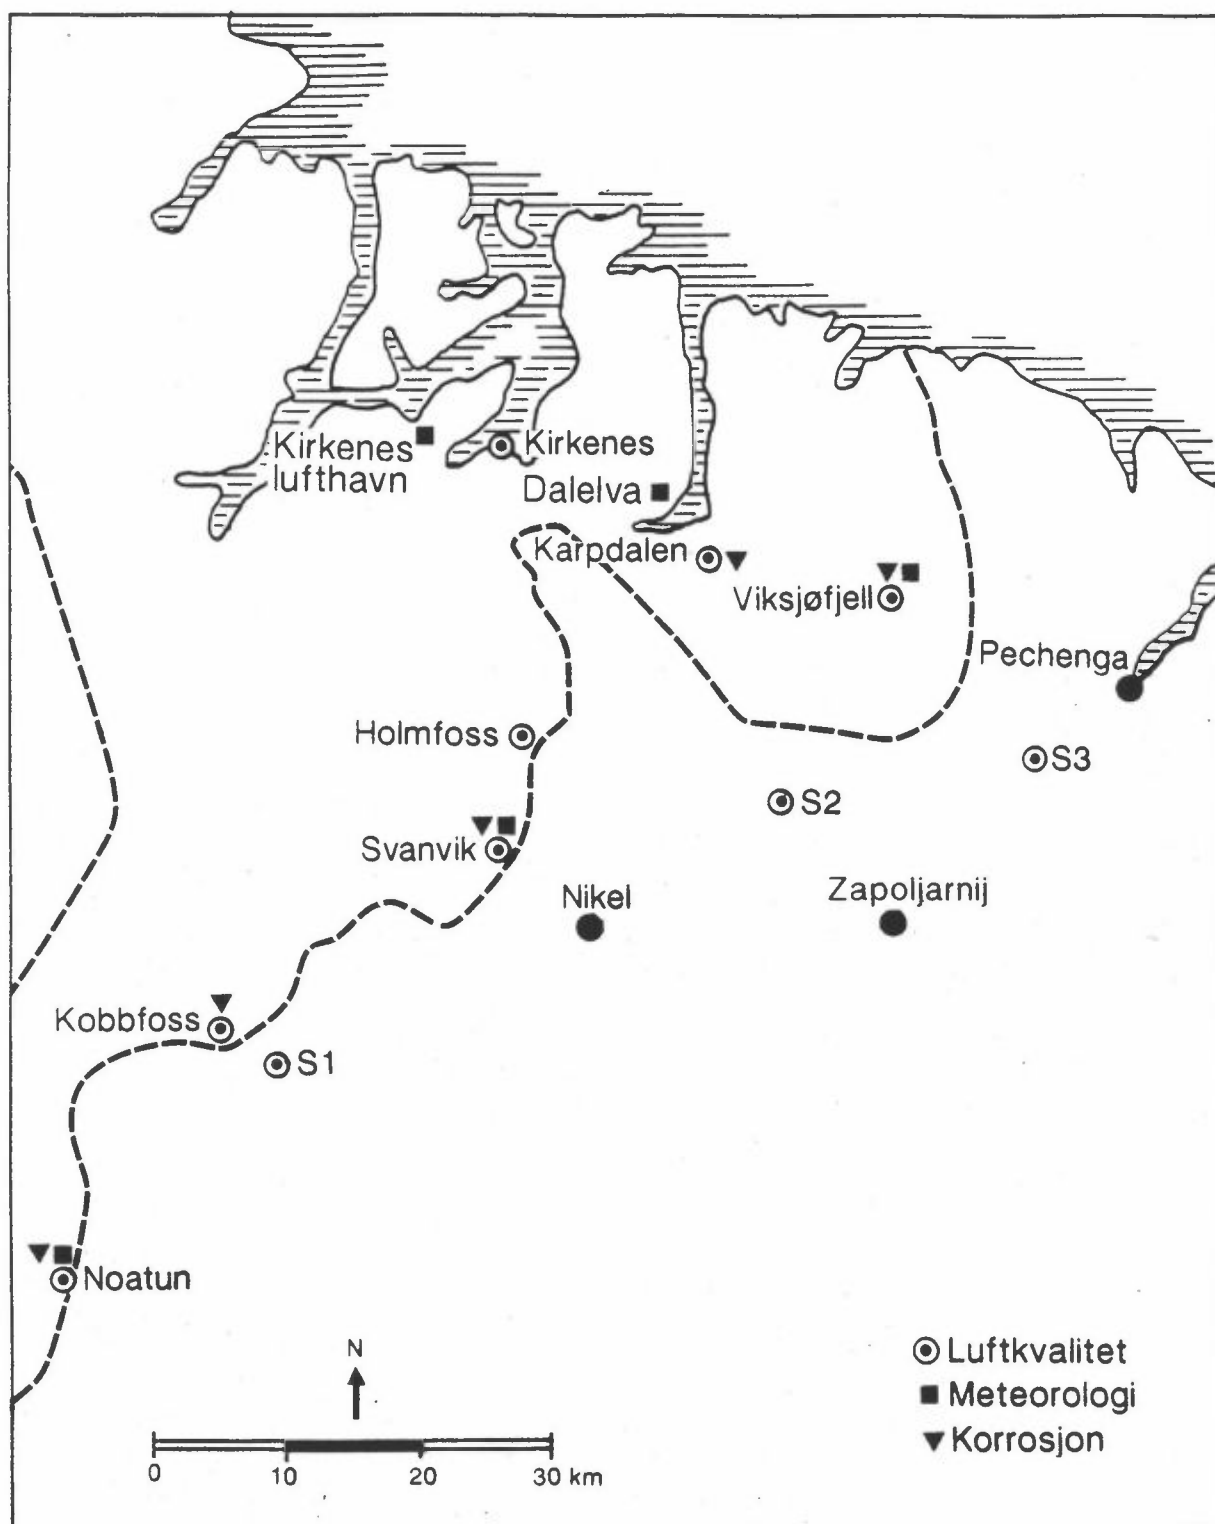 Kirkenes
lufthavn
Kirkenes
Dalelva
Karpdalen
Viksjøfjell
Pechenga
Holmfoss
S3
S2
Svanvik
Nikel
Zapoljarnij
Kobbfoss
S1
Noatun
N
Luftkvalitet
Meteorologi
Korrosjon
0 10 20 30 km